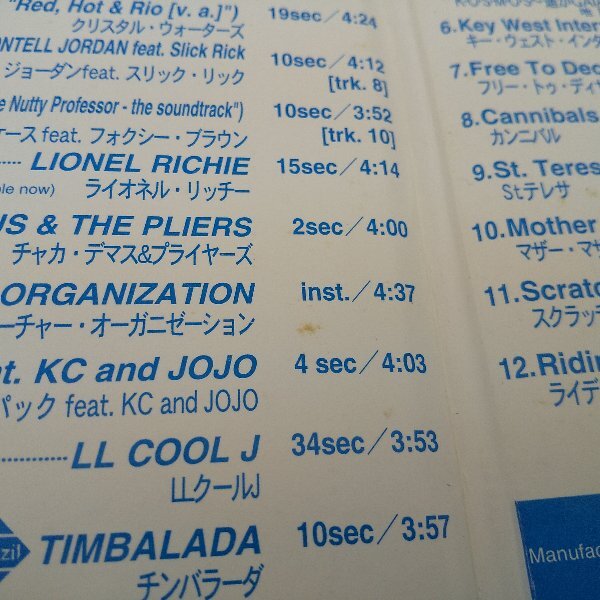 "Red, Hot & Rio [v. a.]") 19sec/4:24
クリスタル・ウォーターズ
NTELL JORDAN feat. Slick Rick 10sec/4:12
ジョーダンfeat. スリック・リック [trk. 8]
e Nutty Professor - the soundtrack") 10sec/3:52
ース feat. フォクシー・ブラウン [trk. 10]
LIONEL RICHIE 15sec/4:14
ble now) ライオネル・リッチー
US & THE PLIERS 2sec/4:00
チャカ・デマス&プライヤーズ
ORGANIZATION inst./4:37
ーチャー・オーガニゼーション
at. KC and JOJO 4 sec/4:03
パック feat. KC and JOJO
LL COOL J 34sec/3:53
LLクールJ
zil TIMBALADA 10sec/3:57
チンバラーダ
6.Key West Inter
キー・ウェスト・インタ
7.Free To Dec
フリー・トゥ・ディ
8.Cannibals
カンニバル
9.St. Teres
St.テレサ
10.Mother
マザー・マ
11.Scratc
スクラッチ
12.Ridin
ライデ
Manufac